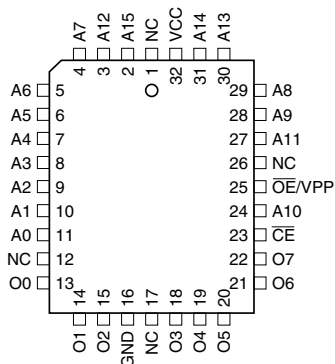 A7 A12 A15 NC VCC A14 A13
4 3 2 1 32 31 30
A6 5 29 A8
A5 6 28 A9
A4 7 27 A11
A3 8 26 NC
A2 9 25 OE/VPP
A1 10 24 A10
A0 11 23 CE
NC 12 22 O7
O0 13 21 O6
14 15 16 17 18 19 20
O1 O2 GND NC O3 O4 O5